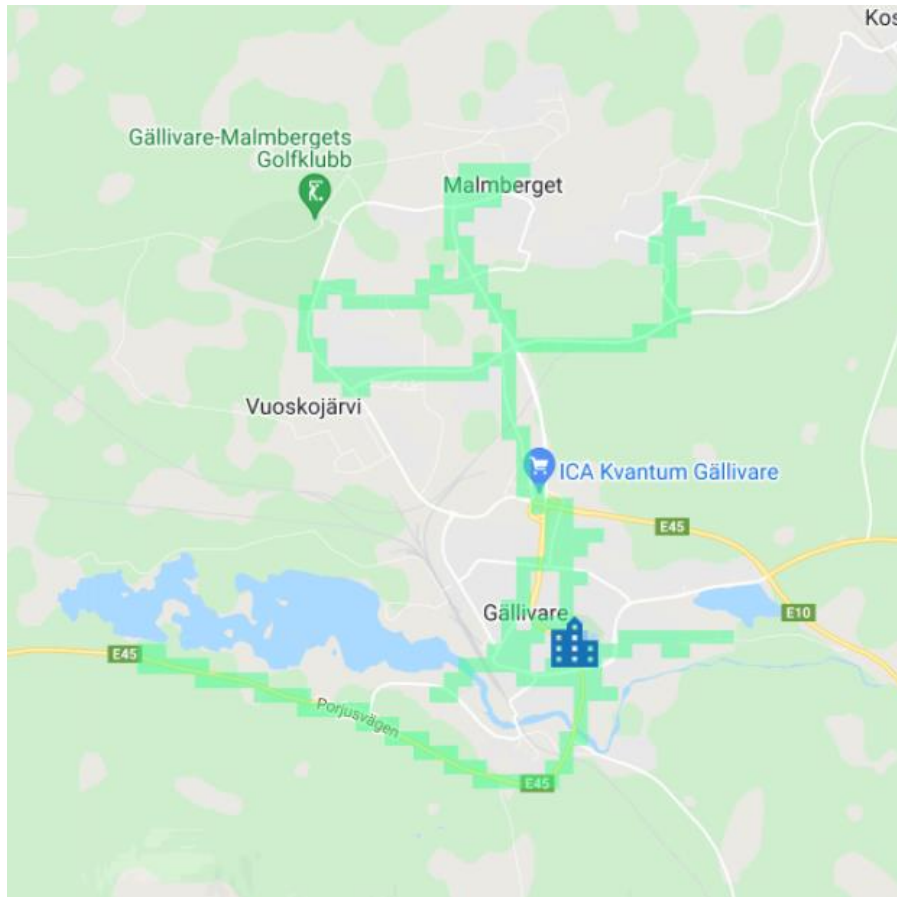 Kos
Gällivare-Malmbergets
Golfklubb
Malmberget
Vuoskojärvi
ICA Kvantum Gällivare
E45
Gällivare
E10
E45
Porjusvägen
E45